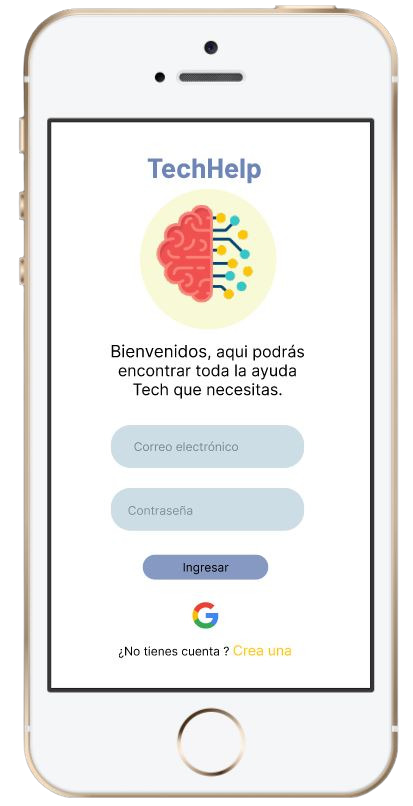 TechHelp
Bienvenidos, aqui podrás
encontrar toda la ayuda
Tech que necesitas.
Correo electrónico
Contraseña
Ingresar
¿No tienes cuenta ? Crea una